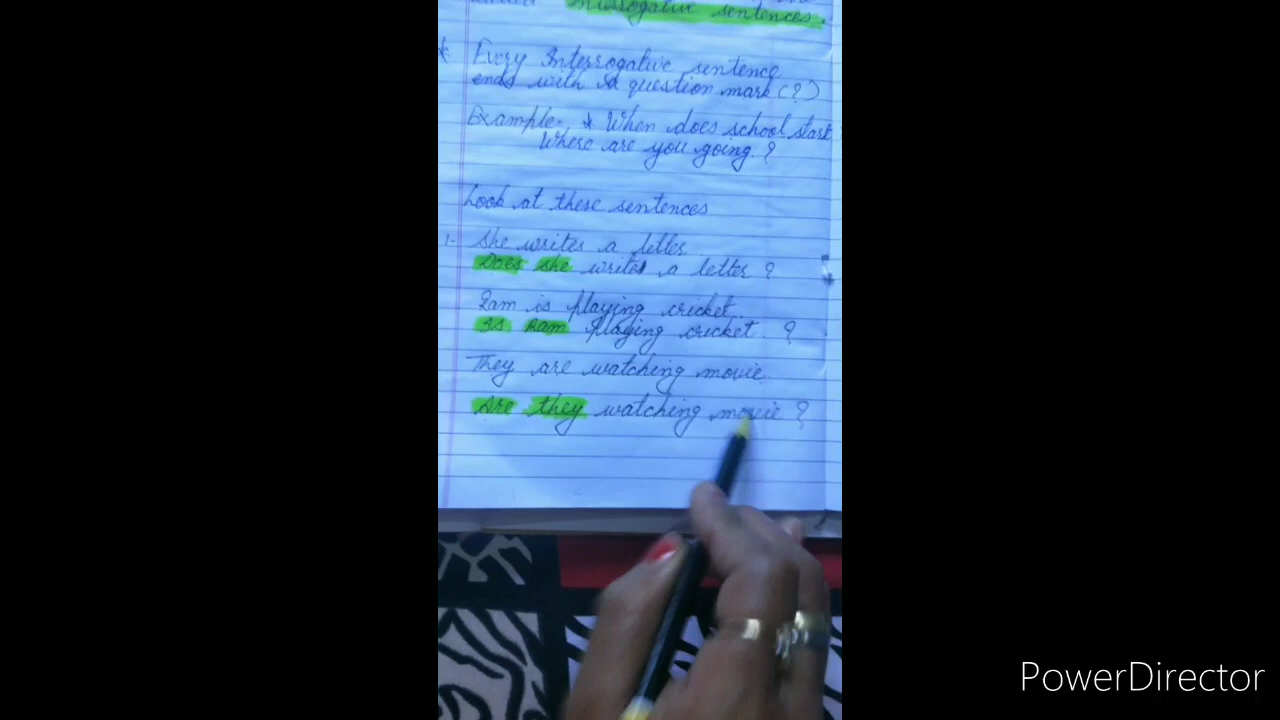 Interrogative sentences.
* Every Interrogative sentence
ends with a question mark (?)
Example- * When does school start
Where are you going. ?
Look at these sentences
1- She writes a letter.
Does she write a letter ?
Ram is playing cricket.
Is Ram playing cricket. ?
They are watching movie.
Are they watching movie ?
PowerDirector